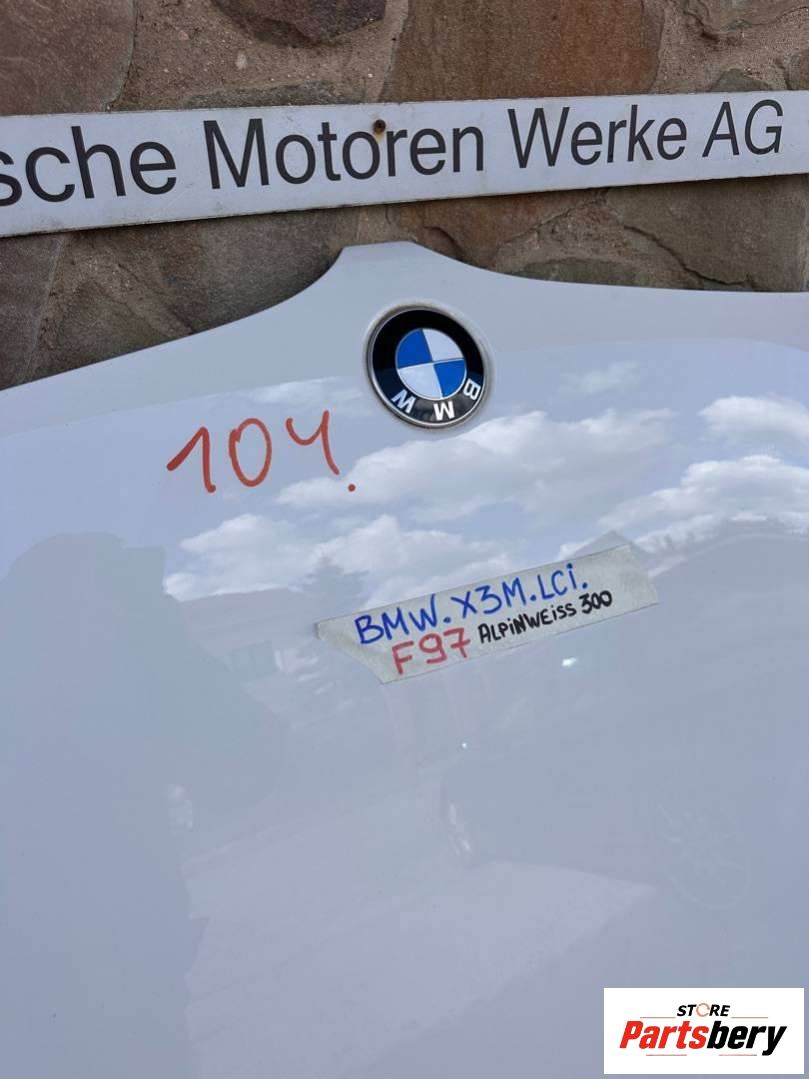 sche Motoren Werke AG
BMW
104.
BMW. X3M. LCi.
F97 ALPiNWEiSS 300
STORE
Partsbery